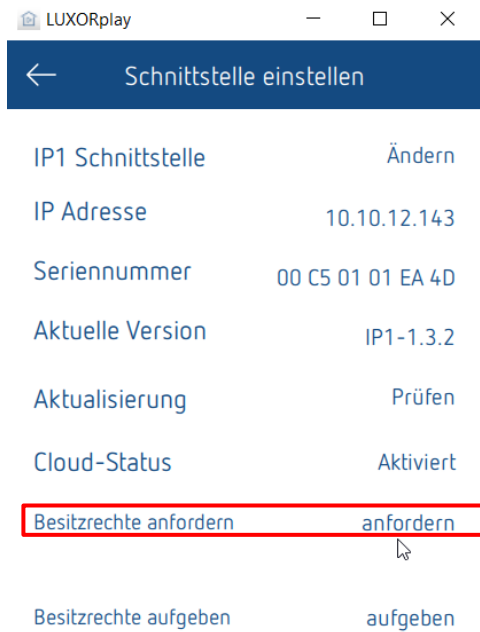 LUXORplay
Schnittstelle einstellen
IP1 Schnittstelle Ändern
IP Adresse 10.10.12.143
Seriennummer 00 C5 01 01 EA 4D
Aktuelle Version IP1-1.3.2
Aktualisierung Prüfen
Cloud-Status Aktiviert
Besitzrechte anfordern anfordern
Besitzrechte aufgeben aufgeben